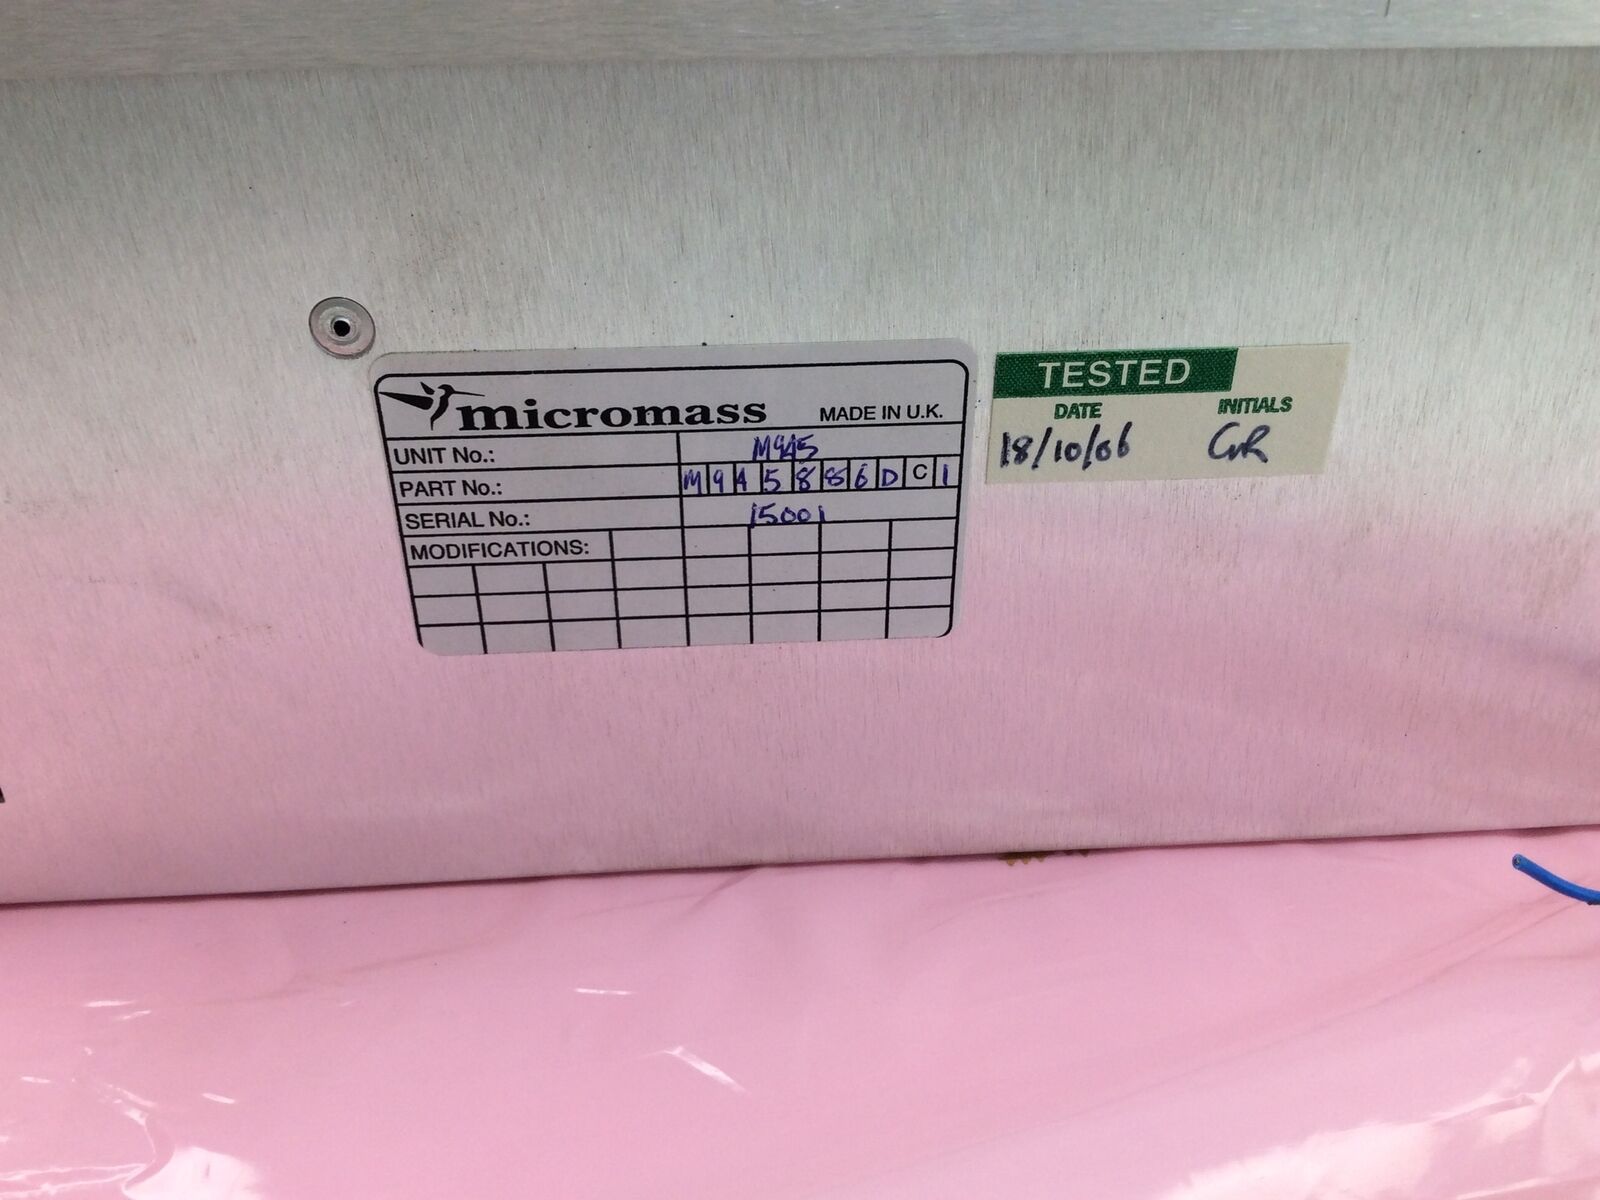 micromass MADE IN U.K.
UNIT No.: M945
PART No.: M945886DC1
SERIAL No.: 15001
MODIFICATIONS:
TESTED
DATE INITIALS
18/10/06 GR